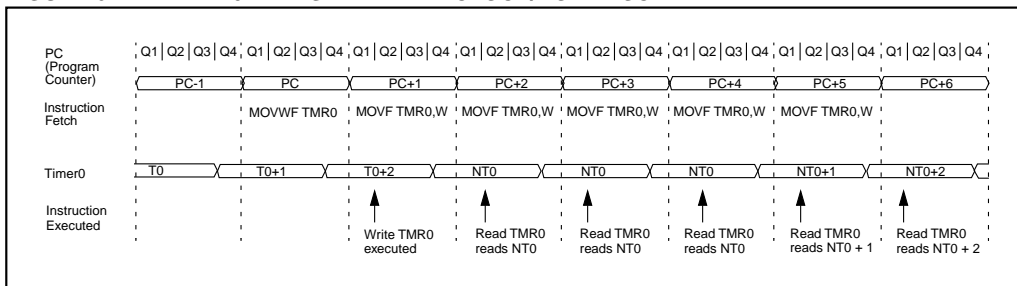 PC
(Program
Counter)
Q1 Q2 Q3 Q4 Q1 Q2 Q3 Q4 Q1 Q2 Q3 Q4 Q1 Q2 Q3 Q4 Q1 Q2 Q3 Q4 Q1 Q2 Q3 Q4 Q1 Q2 Q3 Q4 Q1 Q2 Q3 Q4
PC-1 PC PC+1 PC+2 PC+3 PC+4 PC+5 PC+6
Instruction
Fetch
MOVWF TMR0 MOVF TMR0,W MOVF TMR0,W MOVF TMR0,W MOVF TMR0,W MOVF TMR0,W
Timer0
T0 T0+1 T0+2 NT0 NT0 NT0 NT0+1 NT0+2
Instruction
Executed
Write TMR0
executed
Read TMR0
reads NT0
Read TMR0
reads NT0
Read TMR0
reads NT0
Read TMR0
reads NT0 + 1
Read TMR0
reads NT0 + 2